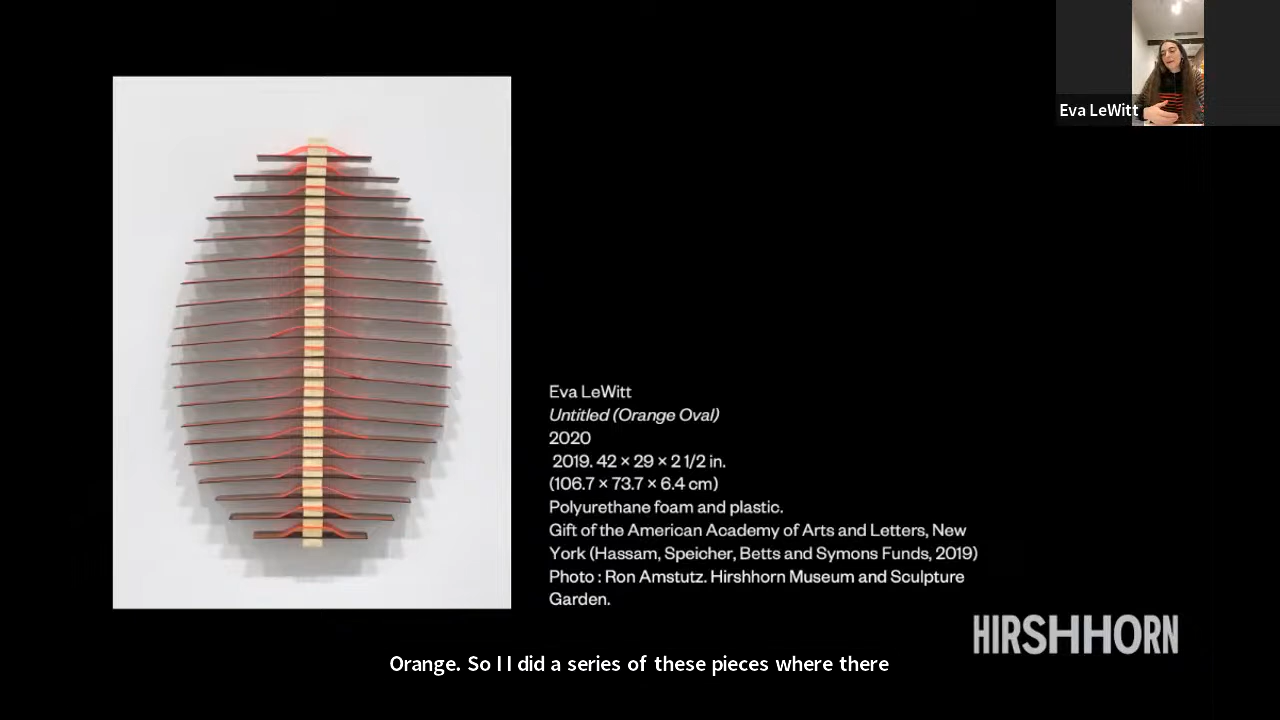 Eva LeWitt
Eva LeWitt
Untitled (Orange Oval)
2020
2019. 42 × 29 × 2 1/2 in.
(106.7 × 73.7 × 6.4 cm)
Polyurethane foam and plastic.
Gift of the American Academy of Arts and Letters, New
York (Hassam, Speicher, Betts and Symons Funds, 2019)
Photo : Ron Amstutz. Hirshhorn Museum and Sculpture
Garden.
HIRSHHORN
Orange. So I I did a series of these pieces where there